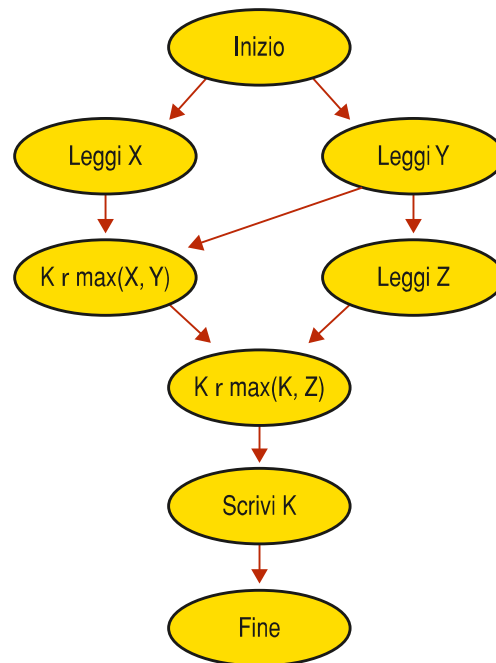 Inizio
Leggi X
Leggi Y
K r max(X, Y)
Leggi Z
K r max(K, Z)
Scrivi K
Fine